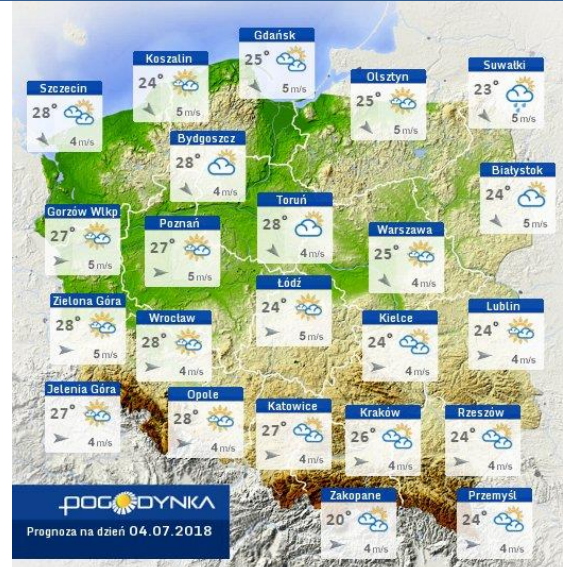 Gdańsk
25°
5 m/s
Koszalin
24°
5 m/s
Suwałki
23°
5 m/s
Olsztyn
25°
5 m/s
Szczecin
28°
4 m/s
Bydgoszcz
28°
4 m/s
Białystok
24°
5 m/s
Toruń
28°
4 m/s
Gorzów Wlkp
27°
5 m/s
Poznań
27°
5 m/s
Warszawa
25°
4 m/s
Łódź
24°
5 m/s
Zielona Góra
28°
5 m/s
Wrocław
28°
4 m/s
Kielce
24°
4 m/s
Lublin
24°
4 m/s
Jelenia Góra
27°
4 m/s
Opole
28°
4 m/s
Katowice
27°
4 m/s
Kraków
26°
4 m/s
Rzeszów
24°
4 m/s
Zakopane
20°
4 m/s
Przemyśl
24°
4 m/s
POGODYNKA
Prognoza na dzień 04.07.2018